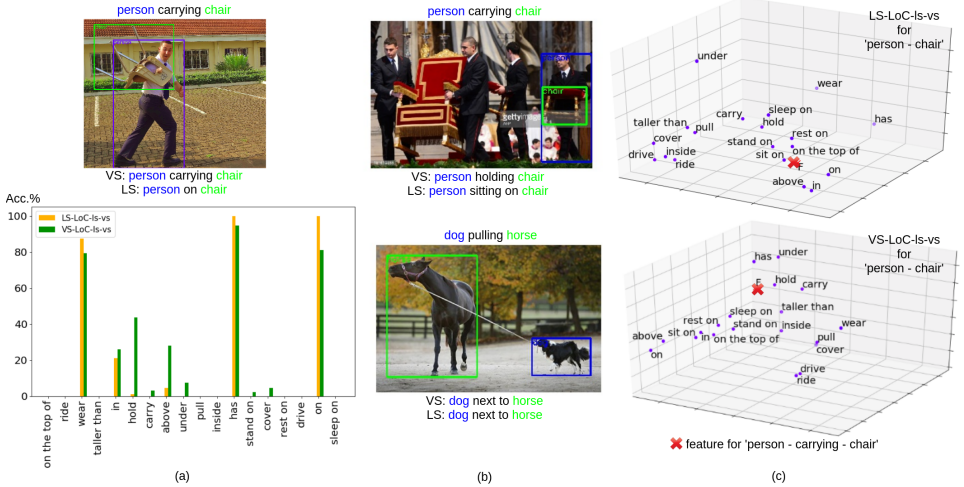 person carrying chair
VS: person carrying chair
LS: person on chair
Acc.%
LS-LoC-ls-vs
VS-LoC-ls-vs
100
80
60
40
20
0
on the top of
ride
wear
taller than
in
hold
carry
above
under
pull
inside
has
stand on
cover
rest on
drive
on
sleep on
(a)
person carrying chair
person
chair
VS: person holding chair
LS: person sitting on chair
dog pulling horse
VS: dog next to horse
LS: dog next to horse
(b)
LS-LoC-ls-vs
for
'person - chair'
under
wear
has
carry
sleep on
hold
taller than
pull
rest on
cover
stand on
on the top of
drive
inside
ride
sit on
F
on
above
in
VS-LoC-ls-vs
for
'person - chair'
has
under
F
hold
carry
taller than
sleep on
rest on
stand on
inside
wear
above
sit on
in
on the top of
pull
cover
on
drive
ride
feature for 'person - carrying - chair'
(c)